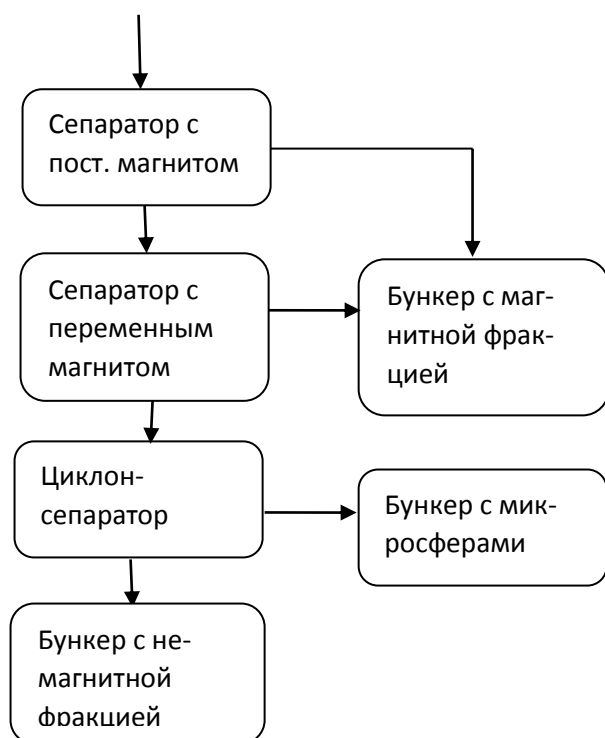 Сепаратор с
пост. магнитом
Сепаратор с
переменным
магнитом
Бункер с маг-
нитной фрак-
цией
Циклон-
сепаратор
Бункер с мик-
росферами
Бункер с не-
магнитной
фракцией